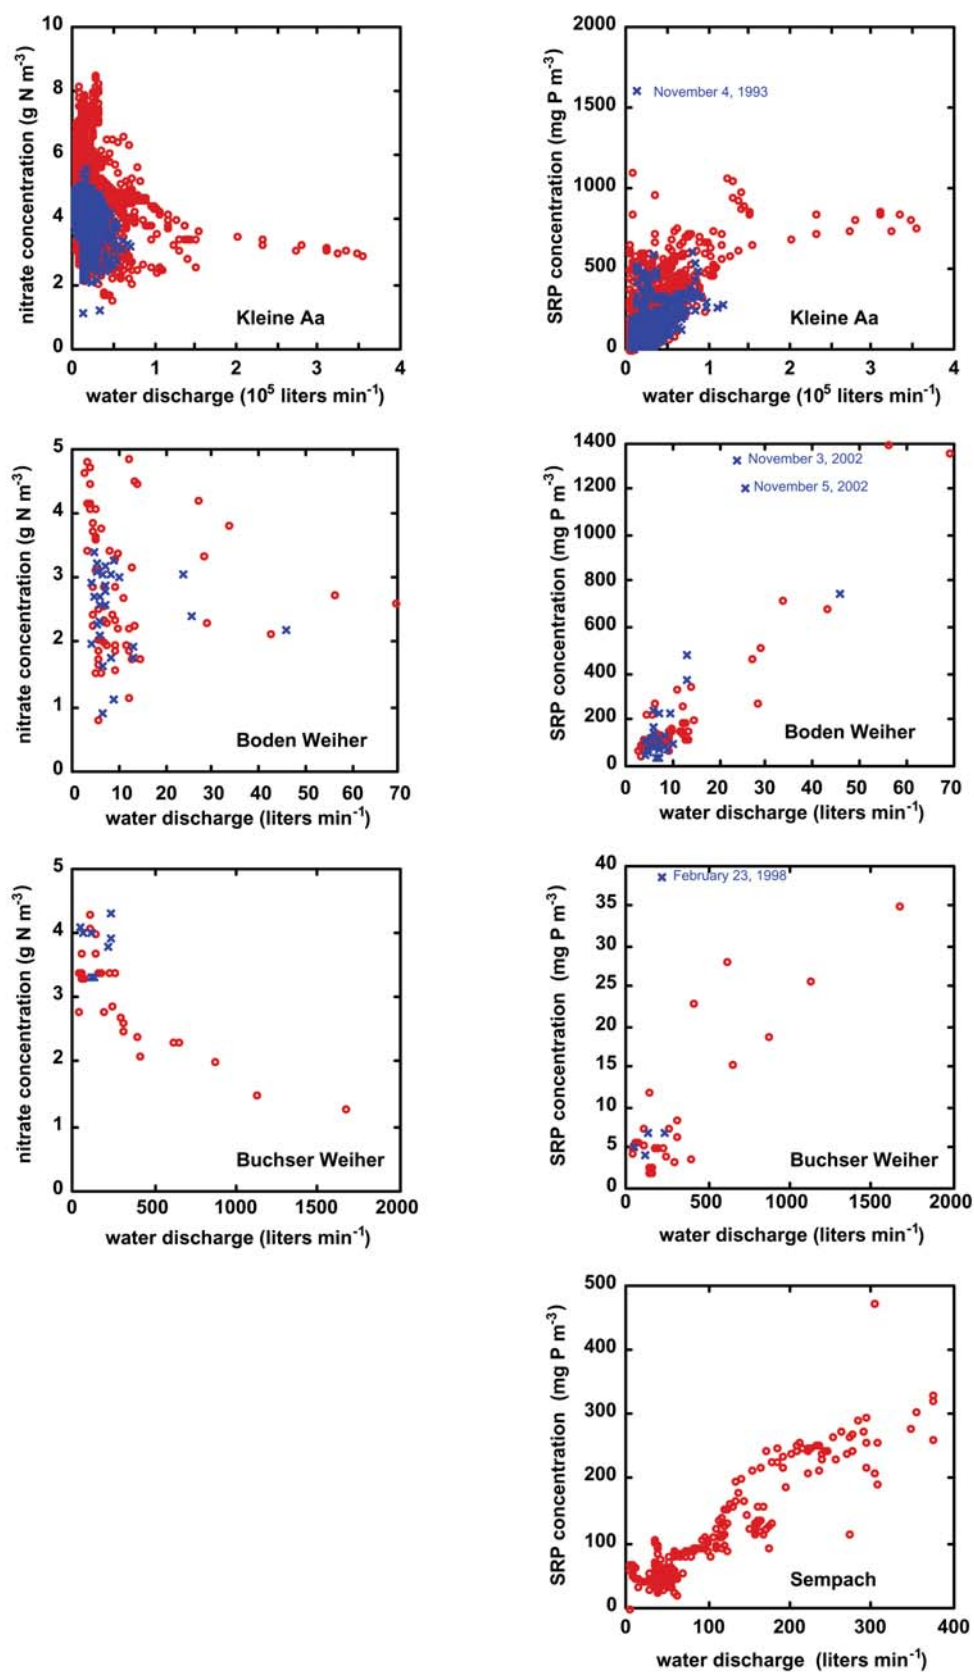 10
8
6
4
2
0
nitrate concentration (g N m-3)
Kleine Aa
0 1 2 3 4
water discharge (10⁵ liters min-1)
2000
1500
1000
500
0
SRP concentration (mg P m-3)
November 4, 1993
Kleine Aa
0 1 2 3 4
water discharge (10⁵ liters min-1)
5
4
3
2
1
0
nitrate concentration (g N m-3)
Boden Weiher
0 10 20 30 40 50 60 70
water discharge (liters min-1)
1400
1200
1000
800
600
400
200
0
SRP concentration (mg P m-3)
November 3, 2002
November 5, 2002
Boden Weiher
0 10 20 30 40 50 60 70
water discharge (liters min-1)
5
4
3
2
1
0
nitrate concentration (g N m-3)
Buchser Weiher
0 500 1000 1500 2000
water discharge (liters min-1)
40
35
30
25
20
15
10
5
0
SRP concentration (mg P m-3)
February 23, 1998
Buchser Weiher
0 500 1000 1500 2000
water discharge (liters min-1)
500
400
300
200
100
0
SRP concentration (mg P m-3)
Sempach
0 100 200 300 400
water discharge (liters min-1)